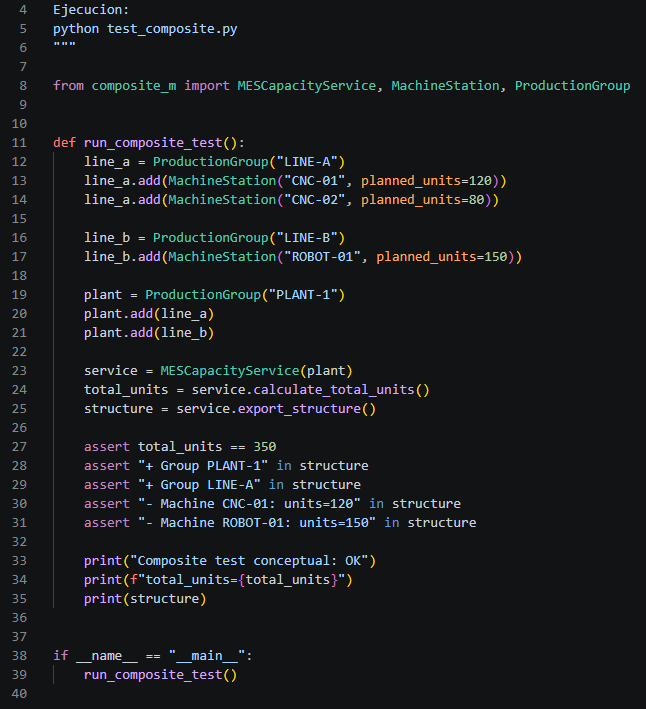 4 Ejecucion:
5 python test_composite.py
6 """
7
8 from composite_m import MESCapacityService, MachineStation, ProductionGroup
9
10
11 def run_composite_test():
12     line_a = ProductionGroup("LINE-A")
13     line_a.add(MachineStation("CNC-01", planned_units=120))
14     line_a.add(MachineStation("CNC-02", planned_units=80))
15
16     line_b = ProductionGroup("LINE-B")
17     line_b.add(MachineStation("ROBOT-01", planned_units=150))
18
19     plant = ProductionGroup("PLANT-1")
20     plant.add(line_a)
21     plant.add(line_b)
22
23     service = MESCapacityService(plant)
24     total_units = service.calculate_total_units()
25     structure = service.export_structure()
26
27     assert total_units == 350
28     assert "+ Group PLANT-1" in structure
29     assert "+ Group LINE-A" in structure
30     assert "- Machine CNC-01: units=120" in structure
31     assert "- Machine ROBOT-01: units=150" in structure
32
33     print("Composite test conceptual: OK")
34     print(f"total_units={total_units}")
35     print(structure)
36
37
38 if __name__ == "__main__":
39     run_composite_test()
40